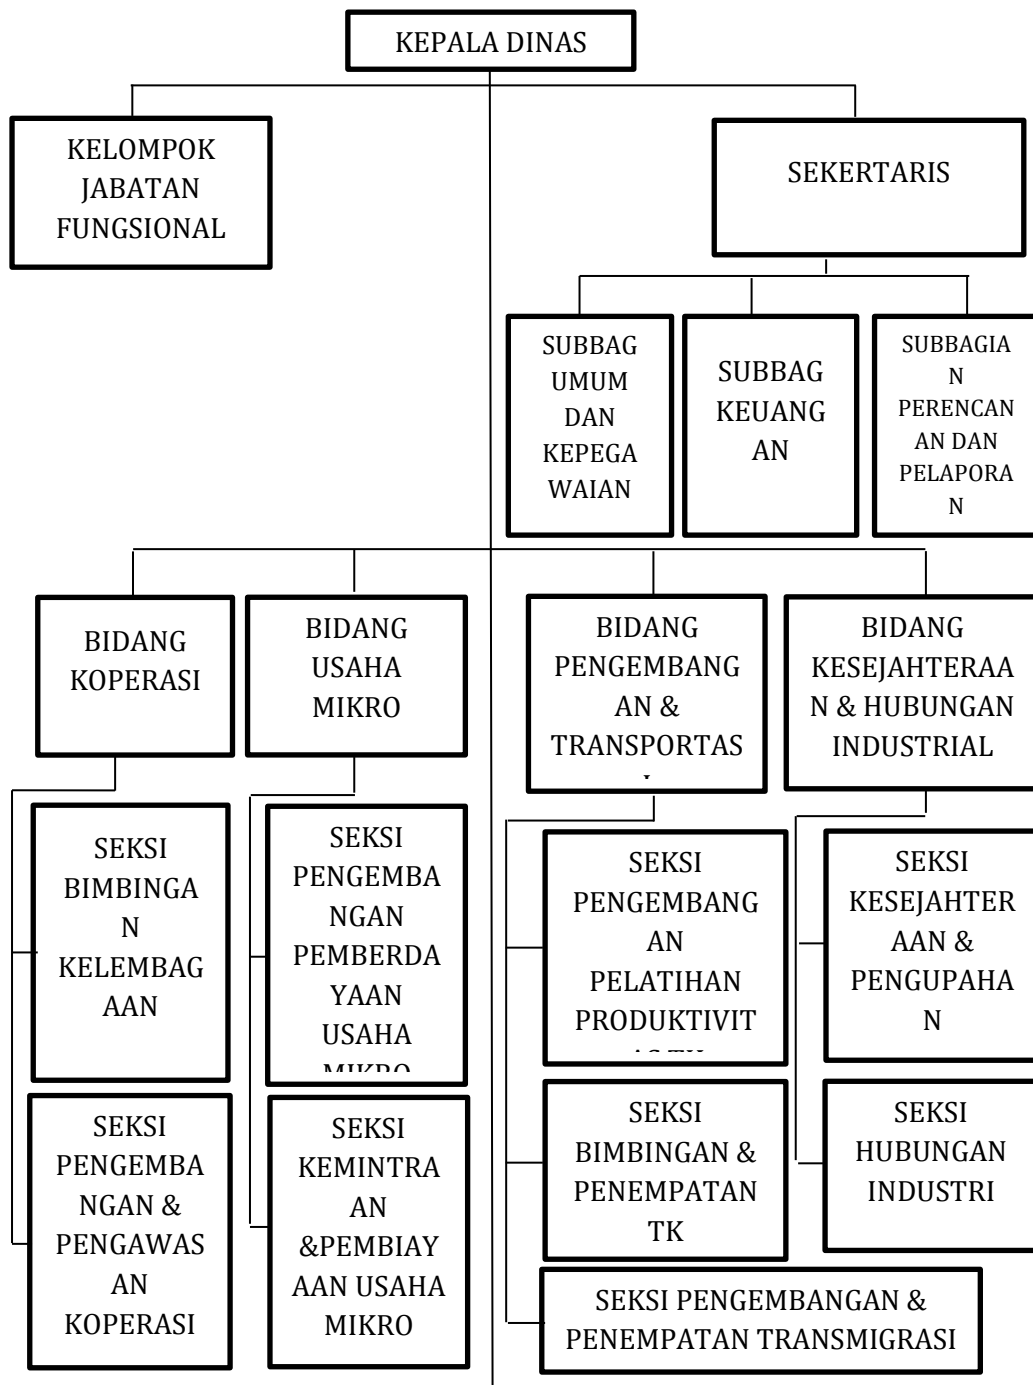 KEPALA DINAS
KELOMPOK
JABATAN
FUNGSIONAL
SEKERTARIS
SUBBAG
UMUM
DAN
KEPEGA
WAIAN
SUBBAG
KEUANG
AN
SUBBAGIA
N
PERENCAN
AN DAN
PELAPORA
N
BIDANG
KOPERASI
BIDANG
USAHA
MIKRO
BIDANG
PENGEMBANG
AN &
TRANSPORTAS
BIDANG
KESEJAHTERAA
N & HUBUNGAN
INDUSTRIAL
SEKSI
BIMBINGA
N
KELEMBAG
AAN
SEKSI
PENGEMBA
NGAN
PEMBERDA
YAAN
USAHA
MIKRO
SEKSI
PENGEMBANG
AN
PELATIHAN
PRODUKTIVIT
SEKSI
KESEJAHTER
AAN &
PENGUPAHA
N
SEKSI
PENGEMBA
NGAN &
PENGAWAS
AN
KOPERASI
SEKSI
KEMINTRA
AN
&PEMBIAY
AAN USAHA
MIKRO
SEKSI
BIMBINGAN &
PENEMPATAN
TK
SEKSI
HUBUNGAN
INDUSTRI
SEKSI PENGEMBANGAN &
PENEMPATAN TRANSMIGRASI